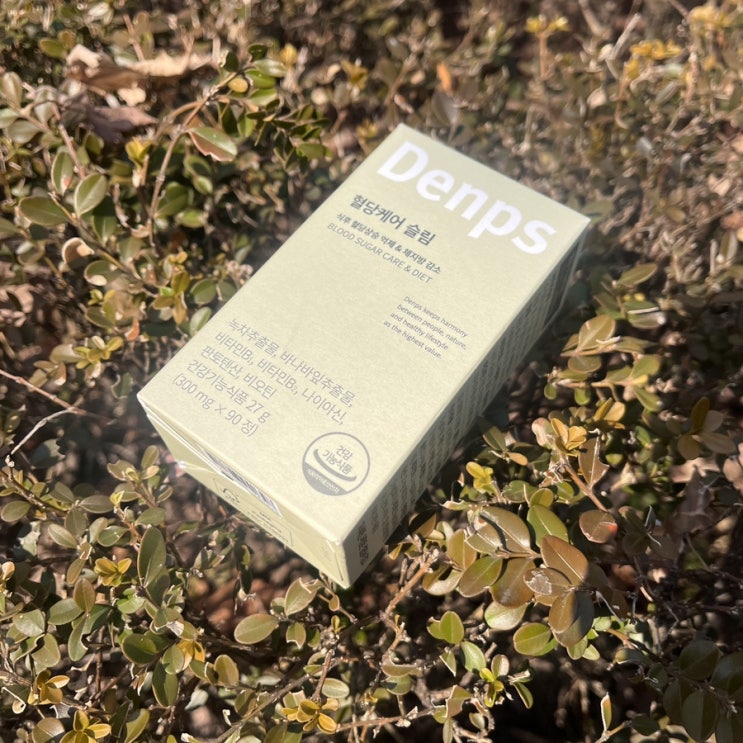 Denps
혈당케어 슬림
식후 혈당상승 억제 & 체지방 감소
BLOOD SUGAR CARE & DIET
Denps keeps harmony
between people, nature,
and healthy lifestyle
as the highest value.
녹차추출물, 바나바잎추출물,
비타민B₂, 비타민B₁, 나이아신,
판토텐산, 비오틴
건강기능식품 27 g
(300 mg × 90 정)
건강
기능식품